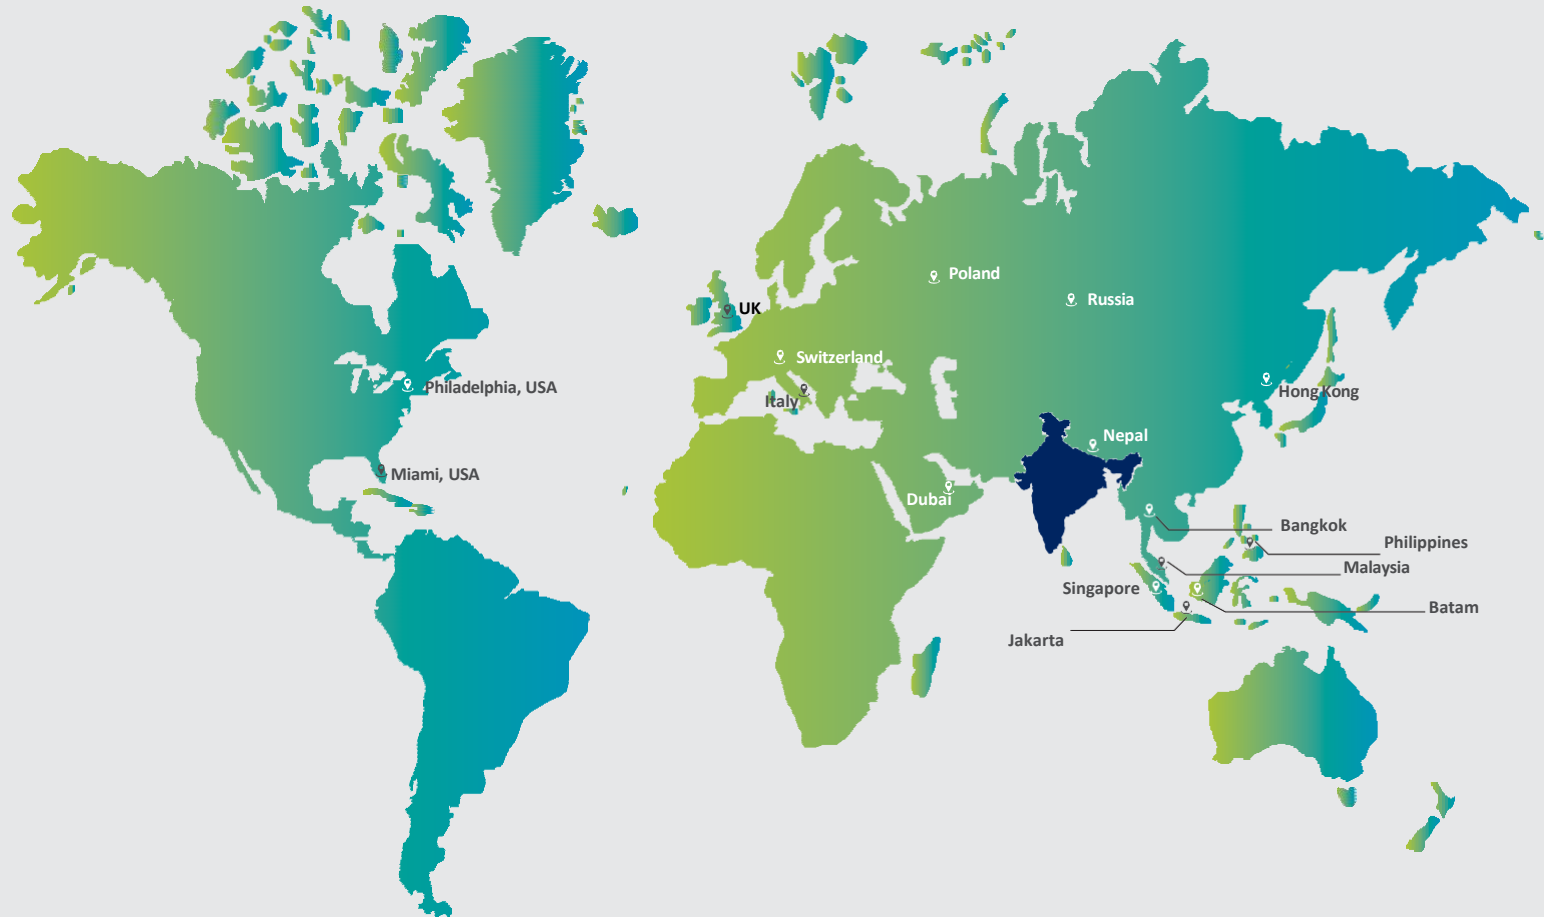 Poland
Russia
UK
Switzerland
Philadelphia, USA
Italy
Hong Kong
Nepal
Miami, USA
Dubai
Bangkok
Philippines
Malaysia
Singapore
Batam
Jakarta